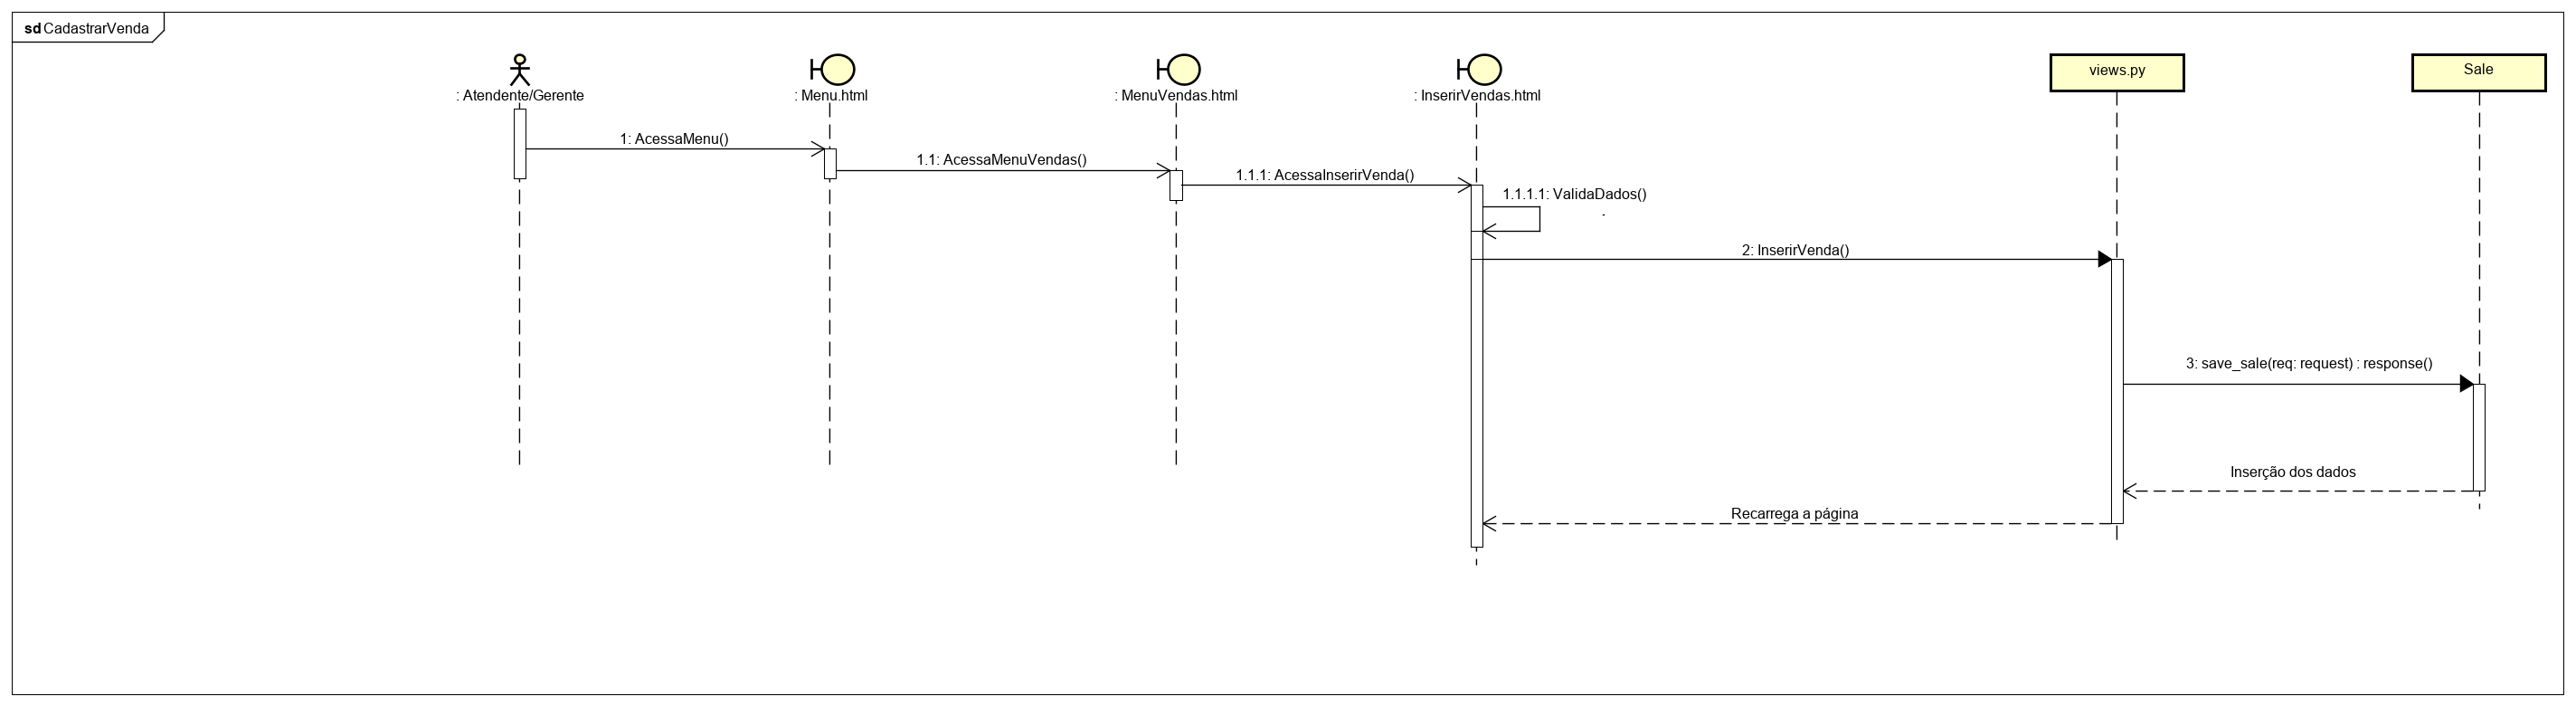 sd CadastrarVenda
: Atendente/Gerente
: Menu.html
: MenuVendas.html
: InserirVendas.html
views.py
Sale
1: AcessaMenu()
1.1: AcessaMenuVendas()
1.1.1: AcessaInserirVenda()
1.1.1.1: ValidaDados()
.
2: InserirVenda()
3: save_sale(req: request) : response()
Inserção dos dados
Recarrega a página